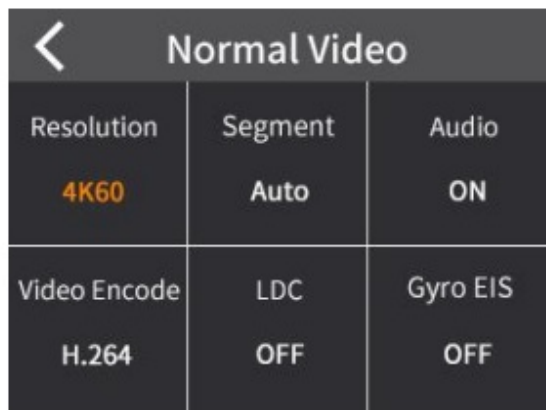 Normal Video
Resolution Segment Audio
4K60 Auto ON
Video Encode LDC Gyro EIS
H.264 OFF OFF